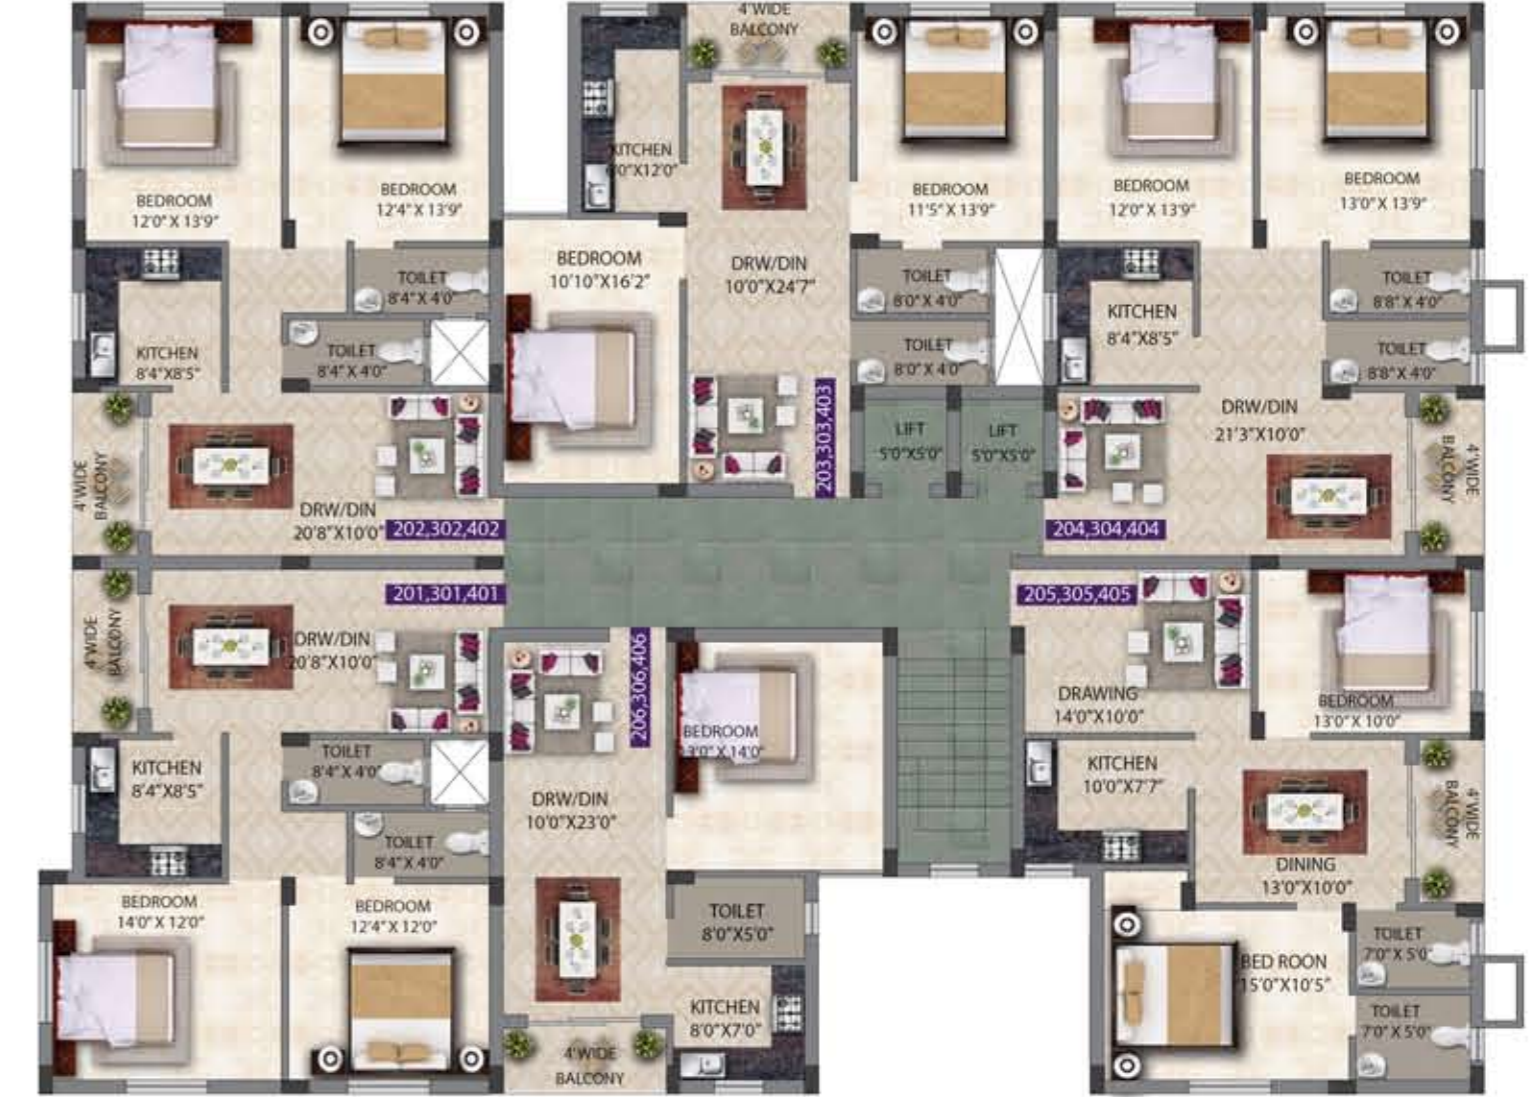 4'WIDE
BALCONY
BEDROOM
12'0" X 13'9"
BEDROOM
12'4" X 13'9"
KITCHEN
X12'0"
BEDROOM
11'5" X 13'9"
BEDROOM
12'0" X 13'9"
BEDROOM
13'0" X 13'9"
BEDROOM
10'10"X16'2"
DRW/DIN
10'0"X24'7"
TOILET
8'4" X 4'0"
TOILET
8'4" X 4'0"
KITCHEN
8'4"X8'5"
TOILET
8'0" X 4'0"
TOILET
8'0" X 4'0"
KITCHEN
8'4"X8'5"
TOILET
8'8" X 4'0"
TOILET
8'8" X 4'0"
203,303,403
LIFT
5'0"X5'0"
LIFT
5'0"X5'0"
DRW/DIN
21'3"X10'0"
4'WIDE
BALCONY
4'WIDE
BALCONY
DRW/DIN
20'8"X10'0"
202,302,402
204,304,404
201,301,401
205,305,405
4'WIDE
BALCONY
DRW/DIN
20'8"X10'0"
206,306,406
DRAWING
14'0"X10'0"
BEDROOM
13'0" X 10'0"
BEDROOM
13'0" X 14'0"
TOILET
8'4" X 4'0"
KITCHEN
8'4"X8'5"
DRW/DIN
10'0"X23'0"
KITCHEN
10'0"X7'7"
4'WIDE
BALCONY
TOILET
8'4" X 4'0"
DINING
13'0"X10'0"
BEDROOM
14'0" X 12'0"
BEDROOM
12'4" X 12'0"
TOILET
8'0"X5'0"
TOILET
7'0" X 5'0"
BED ROON
15'0"X10'5"
KITCHEN
8'0"X7'0"
TOILET
7'0" X 5'0"
4'WIDE
BALCONY